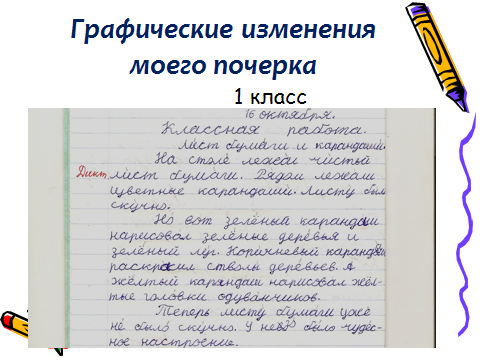 Графические изменения
моего почерка
1 класс
16 октября.
Классная работа.
Лист бумаги и карандаши.
На столе лежал чистый
Дикт. лист бумаги. Рядом лежали
цветные карандаши. Листу было
скучно.
Но вот зелёный карандаш
нарисовал зелёные деревья и
зелёный луг. Коричневый карандаш
раскрасил стволы деревьев. А
жёлтый карандаш нарисовал жёл-
тые головки одуванчиков.
Теперь листу бумаги уже
не было скучно. У него было чудес-
ное настроение.